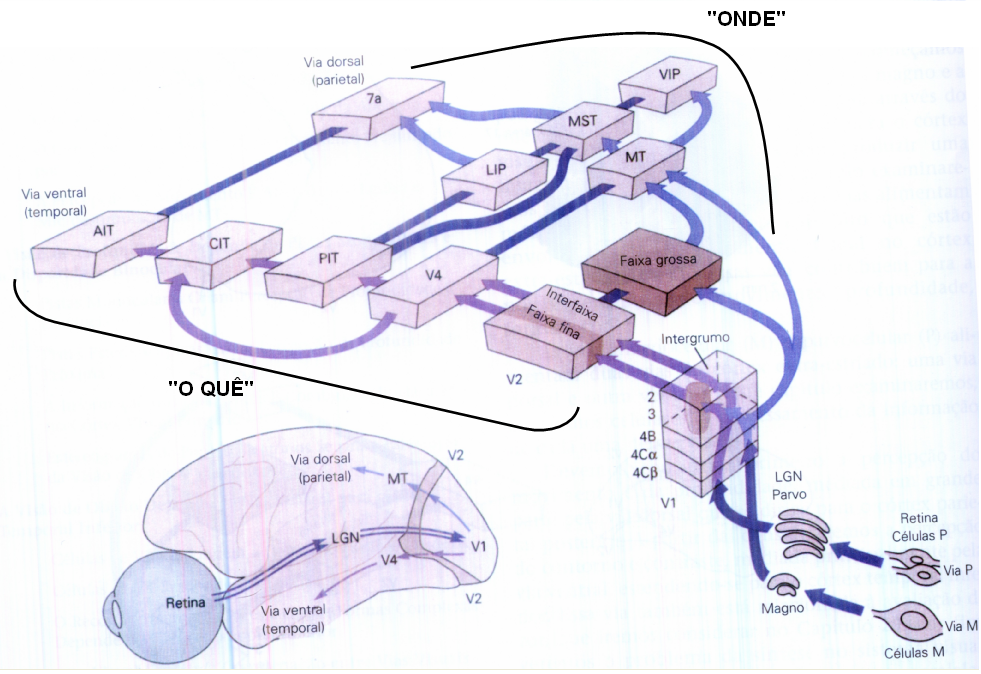 "ONDE"
Via dorsal
(parietal)
7a
VIP
MST
MT
LIP
Via ventral
(temporal)
AIT
CIT
PIT
V4
Faixa grossa
Interfaixa
Faixa fina
V2
"O QUÊ"
Intergrumo
2
3
4B
4Cα
4Cβ
V1
LGN
Parvo
Retina
Células P
Via P
Magno
Via M
Células M
Via dorsal
(parietal)
MT
V2
LGN
V1
V4
V2
Retina
Via ventral
(temporal)